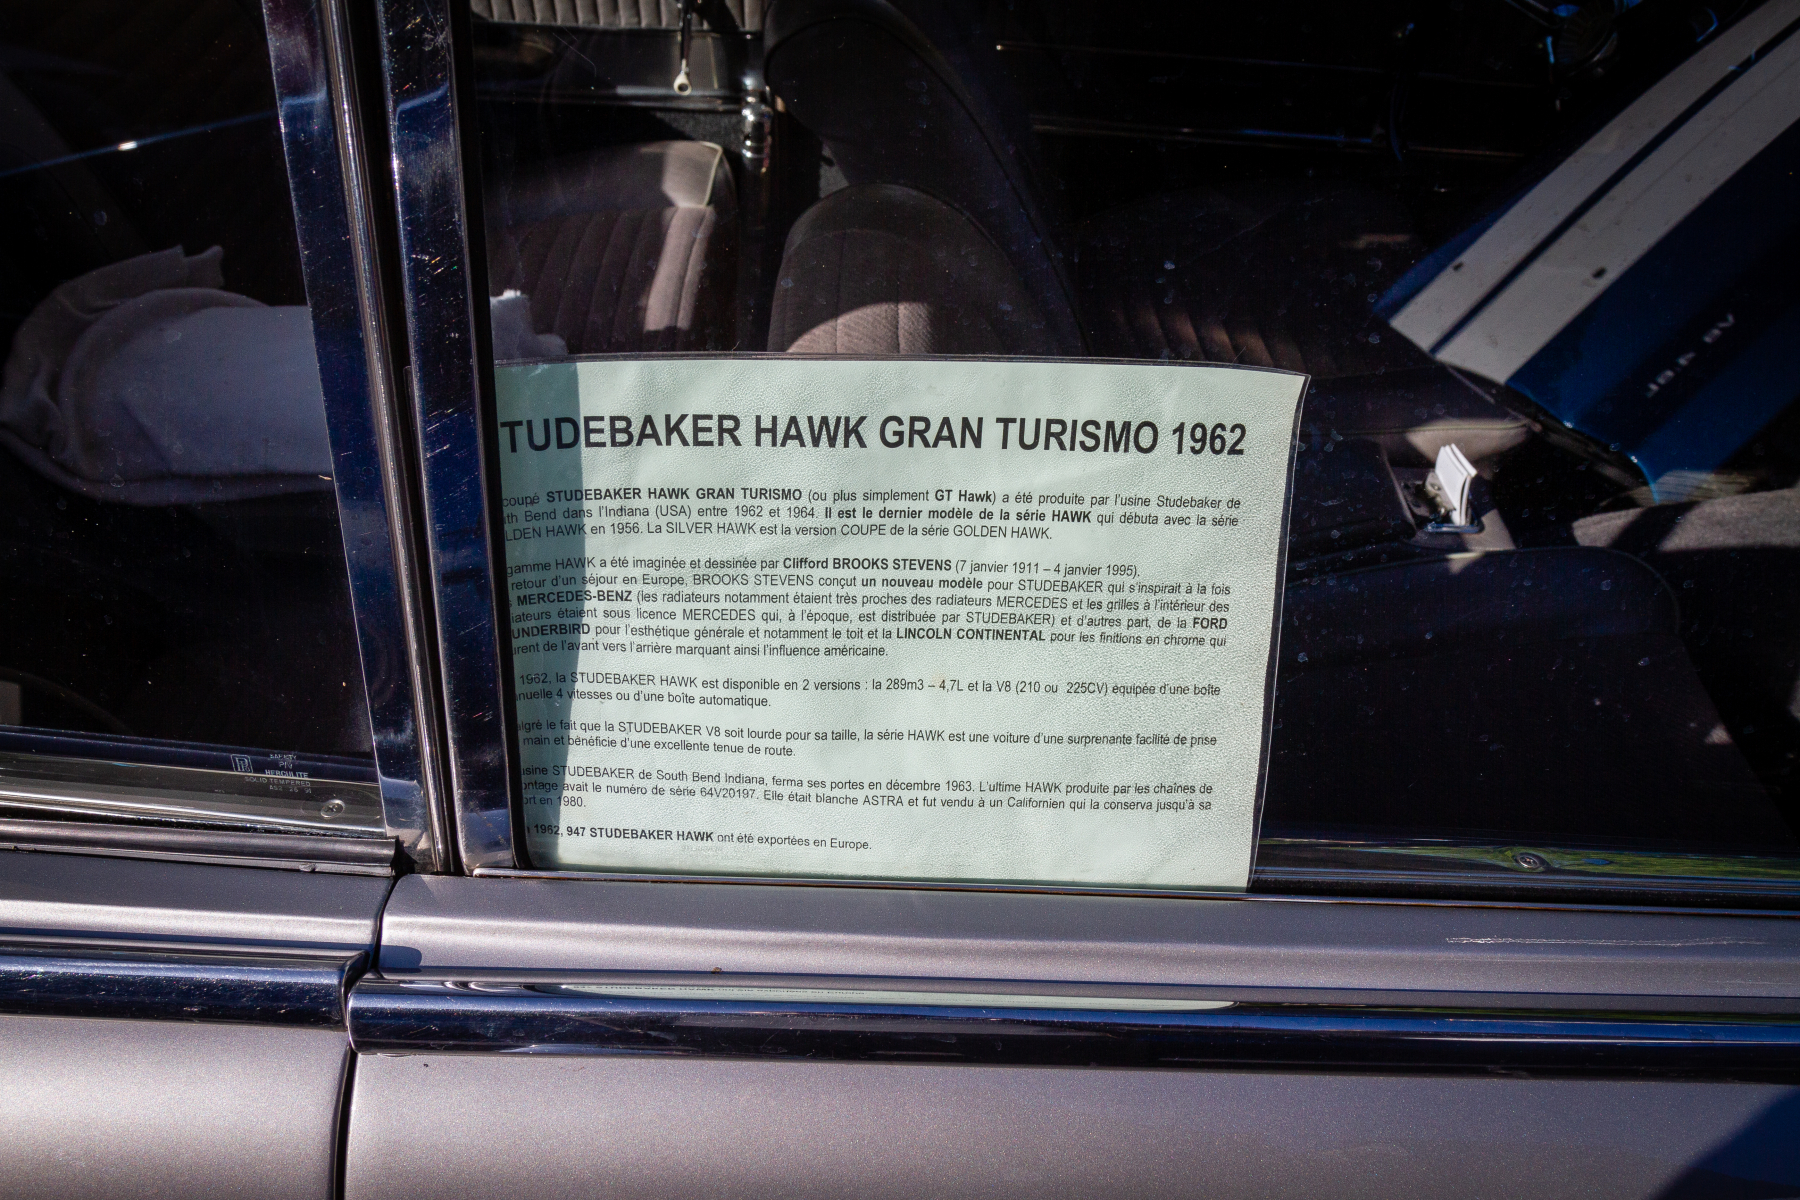 TUDEBAKER HAWK GRAN TURISMO 1962
coupé STUDEBAKER HAWK GRAN TURISMO (ou plus simplement GT Hawk) a été produite par l'usine Studebaker de
th Bend dans l'Indiana (USA) entre 1962 et 1964. Il est le dernier modèle de la série HAWK qui débuta avec la série
LDEN HAWK en 1956. La SILVER HAWK est la version COUPE de la série GOLDEN HAWK.
gamme HAWK a été imaginée et dessinée par Clifford BROOKS STEVENS (7 janvier 1911 – 4 janvier 1995).
retour d'un séjour en Europe, BROOKS STEVENS conçut un nouveau modèle pour STUDEBAKER qui s'inspirait à la fois
MERCEDES-BENZ (les radiateurs notamment étaient très proches des radiateurs MERCEDES et les grilles à l'intérieur des
iateurs étaient sous licence MERCEDES qui, à l'époque, est distribuée par STUDEBAKER) et d'autres part, de la FORD
UNDERBIRD pour l'esthétique générale et notamment le toit et la LINCOLN CONTINENTAL pour les finitions en chrome qui
urent de l'avant vers l'arrière marquant ainsi l'influence américaine.
1962, la STUDEBAKER HAWK est disponible en 2 versions : la 289m3 – 4,7L et la V8 (210 ou 225CV) équipée d'une boîte
nuelle 4 vitesses ou d'une boîte automatique.
lgré le fait que la STUDEBAKER V8 soit lourde pour sa taille, la série HAWK est une voiture d'une surprenante facilité de prise
main et bénéficie d'une excellente tenue de route.
usine STUDEBAKER de South Bend Indiana, ferma ses portes en décembre 1963. L'ultime HAWK produite par les chaînes de
ontage avait le numéro de série 64V20197. Elle était blanche ASTRA et fut vendu à un Californien qui la conserva jusqu'à sa
ort en 1980.
1962, 947 STUDEBAKER HAWK ont été exportées en Europe.
SAFETY
HERCULITE
SOLID TEMPERED